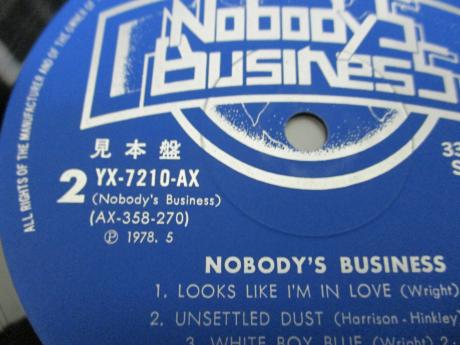 Nobody's
Business
ALL RIGHTS OF THE MANUFACTURER AND OF THE OWNER OF
33
S
見本盤
2 YX-7210-AX
(Nobody's Business)
(AX-358-270)
Ⓟ 1978. 5
NOBODY'S BUSINESS
1. LOOKS LIKE I'M IN LOVE (Wright)
2. UNSETTLED DUST (Harrison-Hinkley)
3. WHITE BOY BLUE (Wright) 2